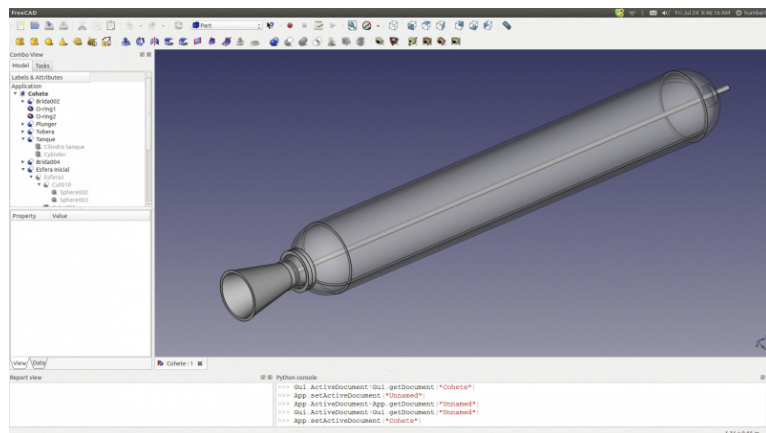 FreeCAD
Fri Jul 24 9:46:16 AM
Part
Combo View
Model Tasks
Labels & Attributes
Application
Cohete
Brida002
O-ring1
O-ring2
Plunger
Tobera
Tanque
Cilindro tanque
Cylinder
Brida004
Esfera Inicial
Esfera2
Cut010
Sphere002
Sphere003
Property Value
View Data
Cohete : 1
Report view
Python console
>>> Gui.ActiveDocument=Gui.getDocument("Cohete")
>>> App.setActiveDocument("Unnamed")
>>> App.ActiveDocument=App.getDocument("Unnamed")
>>> Gui.ActiveDocument=Gui.getDocument("Unnamed")
>>> App.setActiveDocument("Cohete")